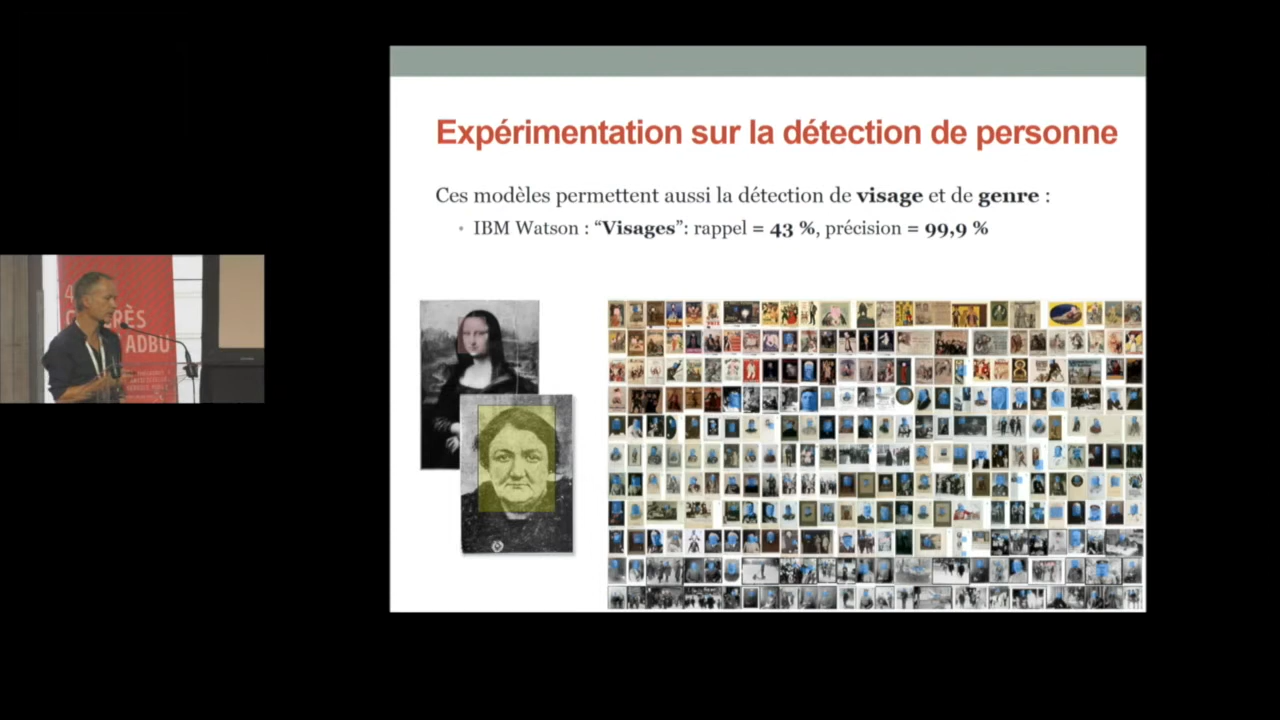 Expérimentation sur la détection de personne
Ces modèles permettent aussi la détection de visage et de genre :
• IBM Watson : “Visages”: rappel = 43 %, précision = 99,9 %
ADBU